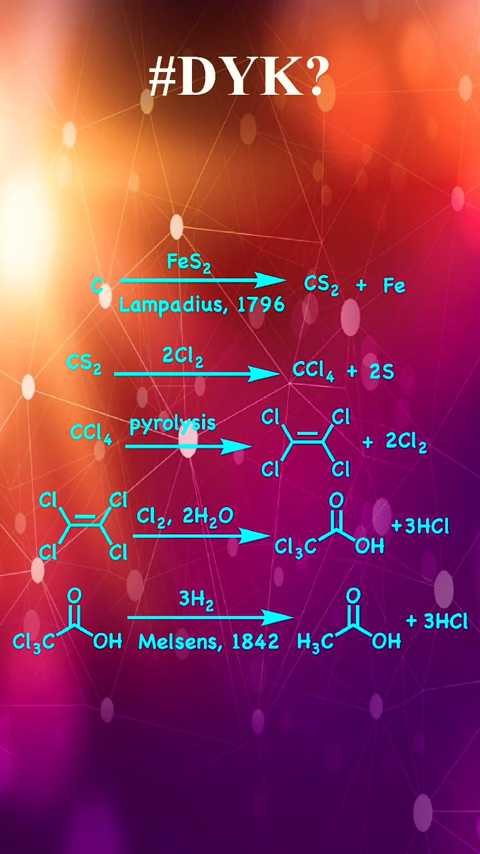 #DYK?
FeS₂
C CS₂ + Fe
Lampadius, 1796
2Cl₂
CS₂ CCl₄ + 2S
pyrolysis
CCl₄ Cl Cl Cl Cl + 2Cl₂
Cl Cl Cl Cl Cl₂, 2H₂O O Cl₃C OH +3HCl
3H₂
Cl₃C O OH H₃C O OH + 3HCl
Melsens, 1842